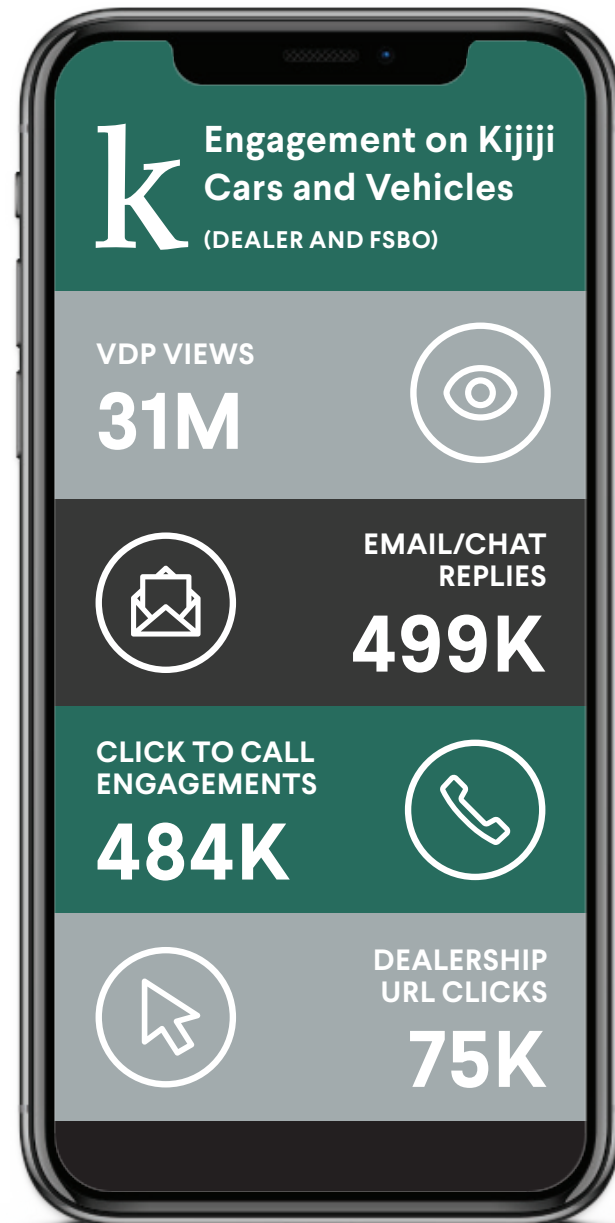 k
Engagement on Kijiji
Cars and Vehicles
(DEALER AND FSBO)
VDP VIEWS
31M
EMAIL/CHAT
REPLIES
499K
CLICK TO CALL
ENGAGEMENTS
484K
DEALERSHIP
URL CLICKS
75K